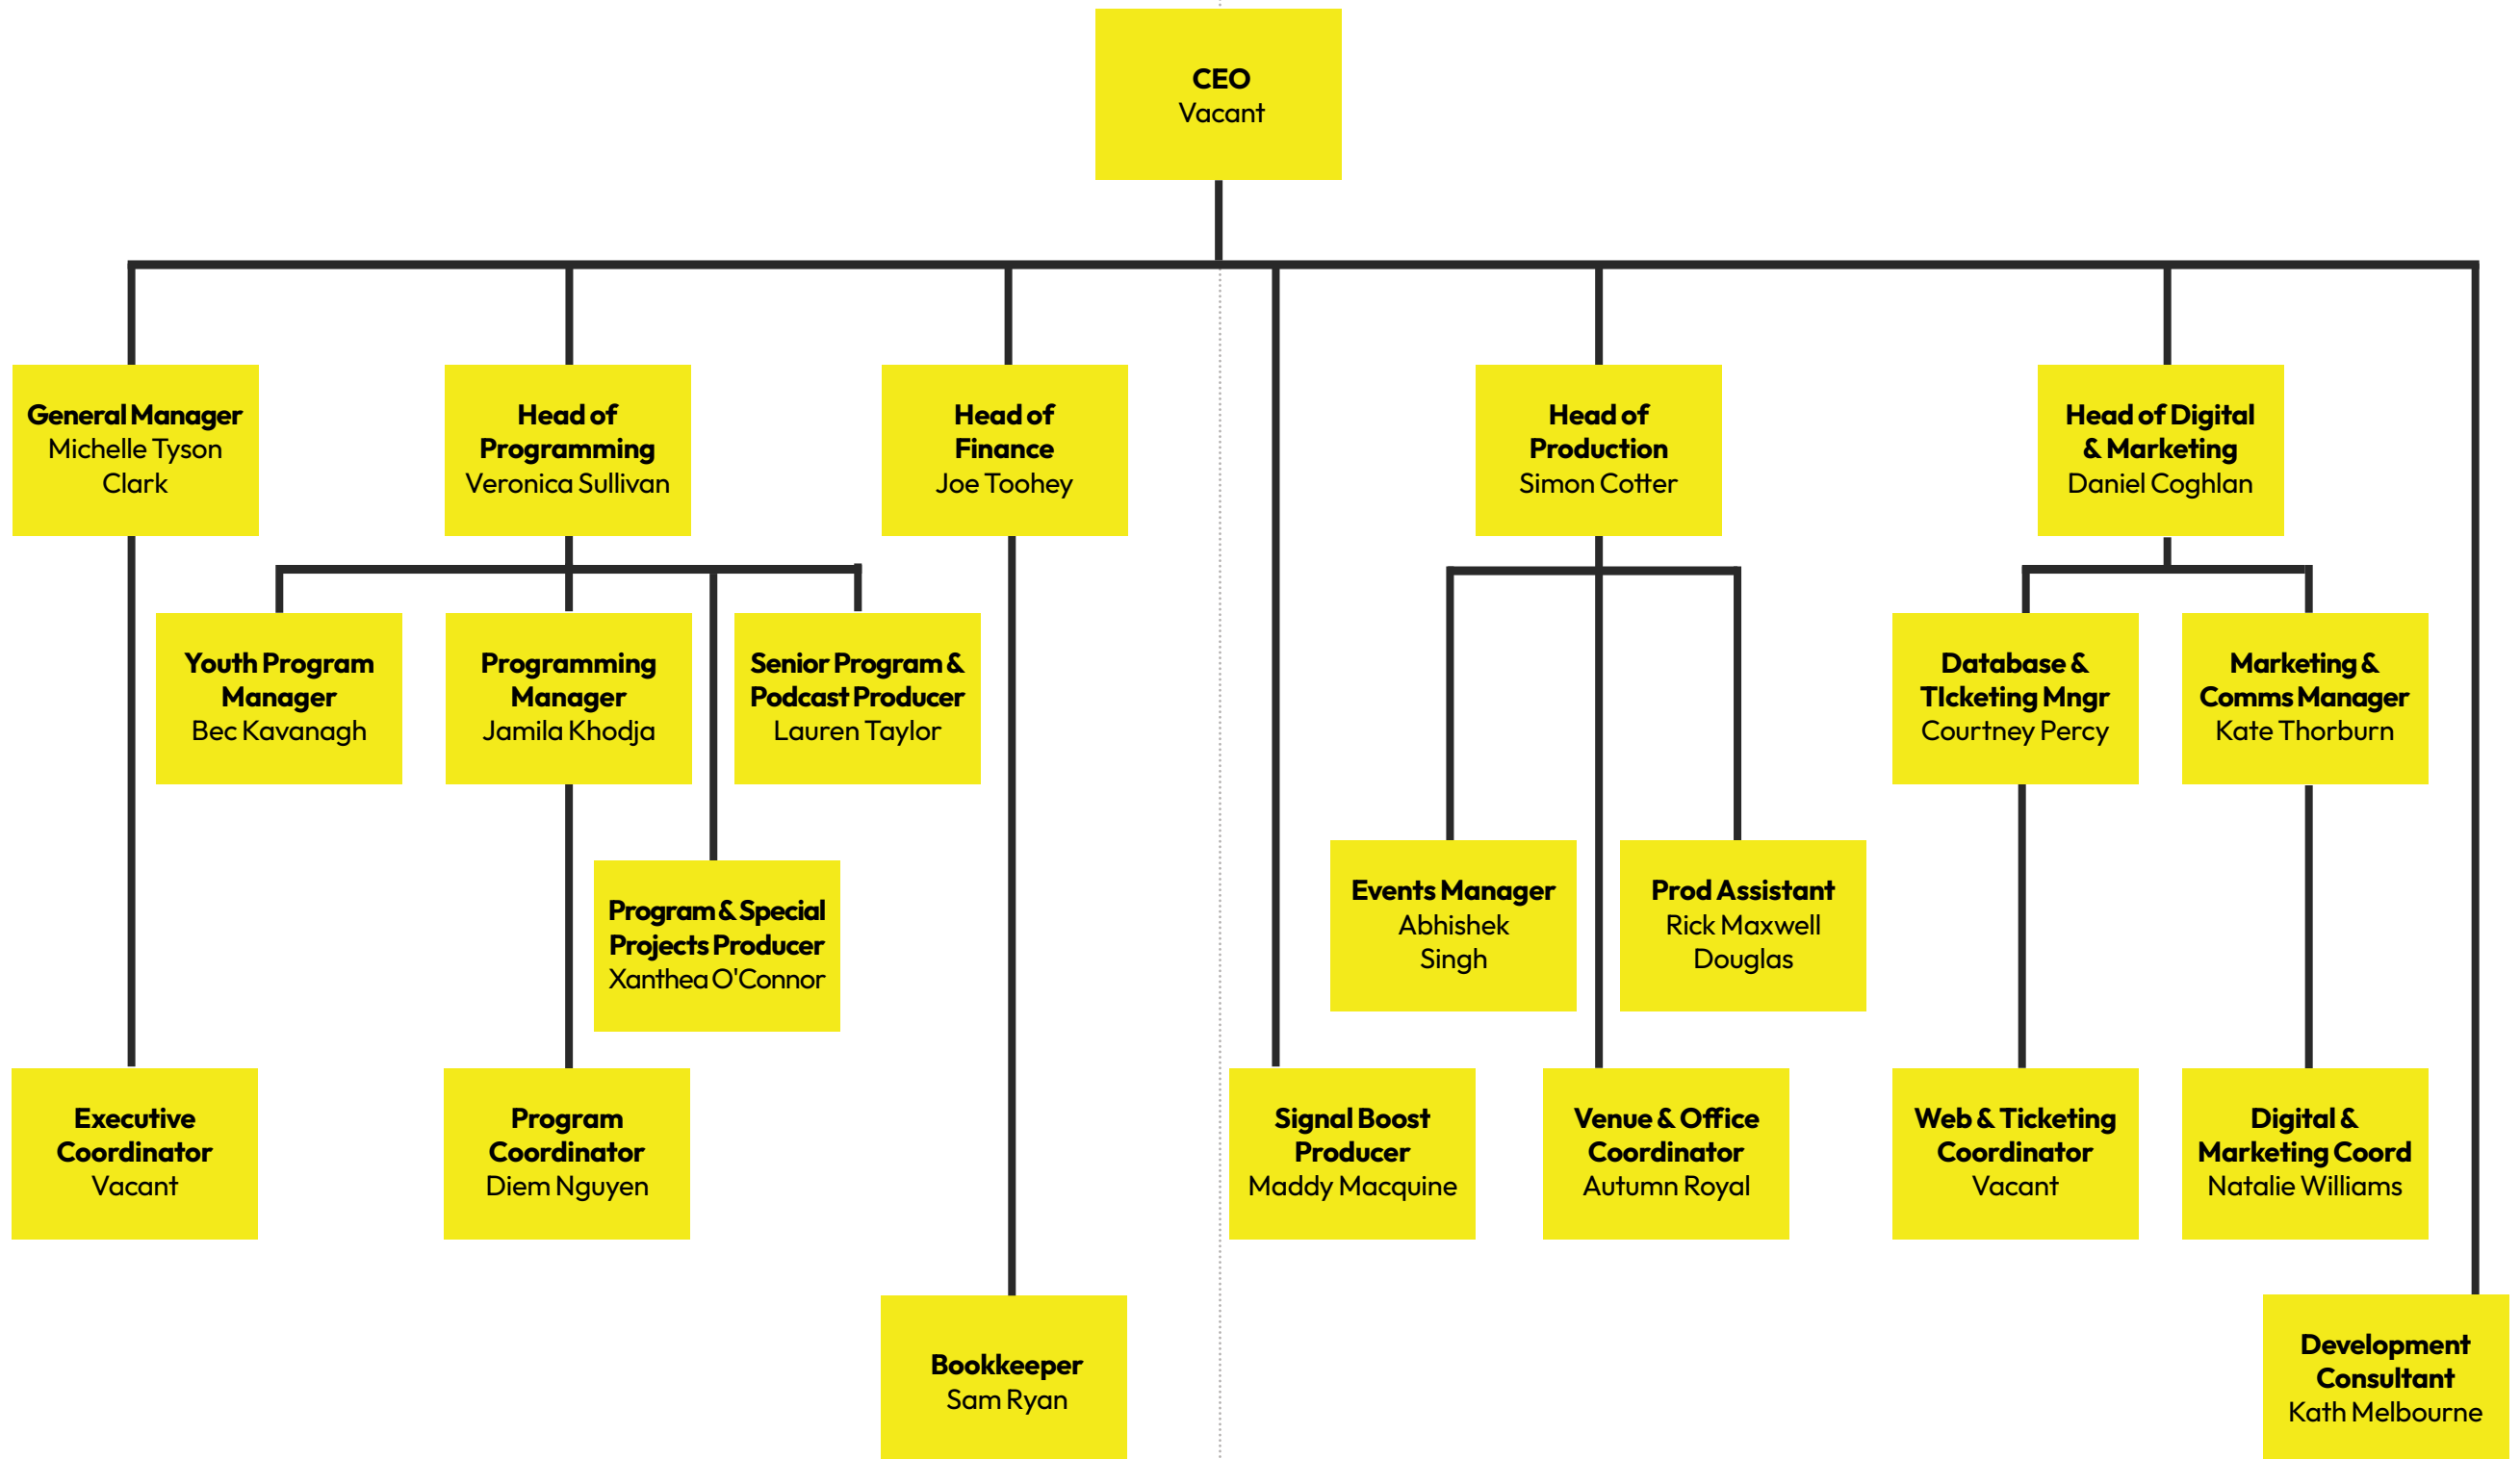 CEO
Vacant
General Manager
Michelle Tyson
Clark
Head of
Programming
Veronica Sullivan
Head of
Finance
Joe Toohey
Head of
Production
Simon Cotter
Head of Digital
& Marketing
Daniel Coghlan
Youth Program
Manager
Bec Kavanagh
Programming
Manager
Jamila Khodja
Senior Program &
Podcast Producer
Lauren Taylor
Database &
TIcketing Mngr
Courtney Percy
Marketing &
Comms Manager
Kate Thorburn
Program & Special
Projects Producer
Xanthea O'Connor
Events Manager
Abhishek
Singh
Prod Assistant
Rick Maxwell
Douglas
Executive
Coordinator
Vacant
Program
Coordinator
Diem Nguyen
Signal Boost
Producer
Maddy Macquine
Venue & Office
Coordinator
Autumn Royal
Web & Ticketing
Coordinator
Vacant
Digital &
Marketing Coord
Natalie Williams
Bookkeeper
Sam Ryan
Development
Consultant
Kath Melbourne